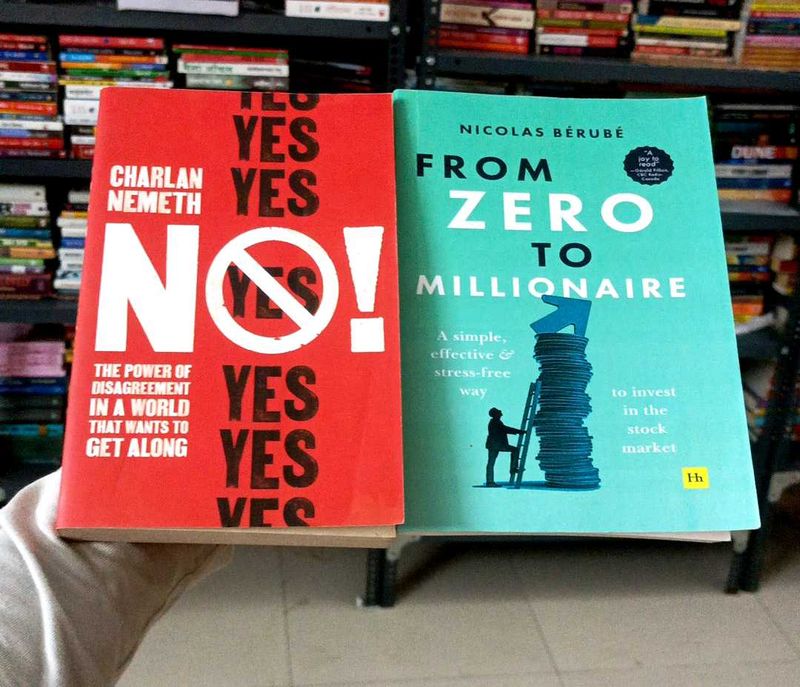 YES
YES
YES
CHARLAN
NEMETH
NO!
YES
THE POWER OF
DISAGREEMENT
IN A WORLD
THAT WANTS TO
GET ALONG
YES
YES
YES
NICOLAS BÉRUBÉ
FROM
ZERO
TO
MILLIONAIRE
"A
joy to
read"
A simple,
effective &
stress-free
way
to invest
in the
stock
market
Hh
DUNE